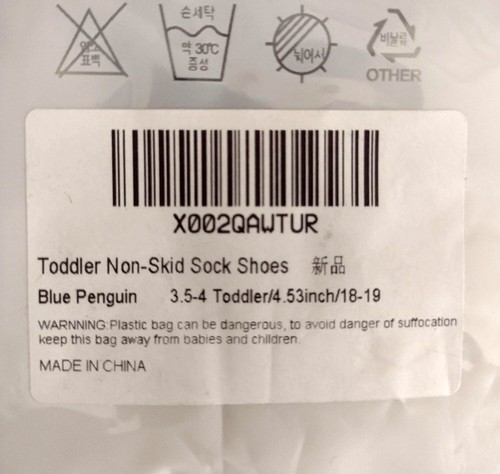 염소
표백
손세탁
약 30℃
중성
뉘어서
비닐류
OTHER
X002QAWTUR
Toddler Non-Skid Sock Shoes 新品
Blue Penguin 3.5-4 Toddler/4.53inch/18-19
WARNNING:Plastic bag can be dangerous, to avoid danger of suffocation
keep this bag away from babies and children.
MADE IN CHINA